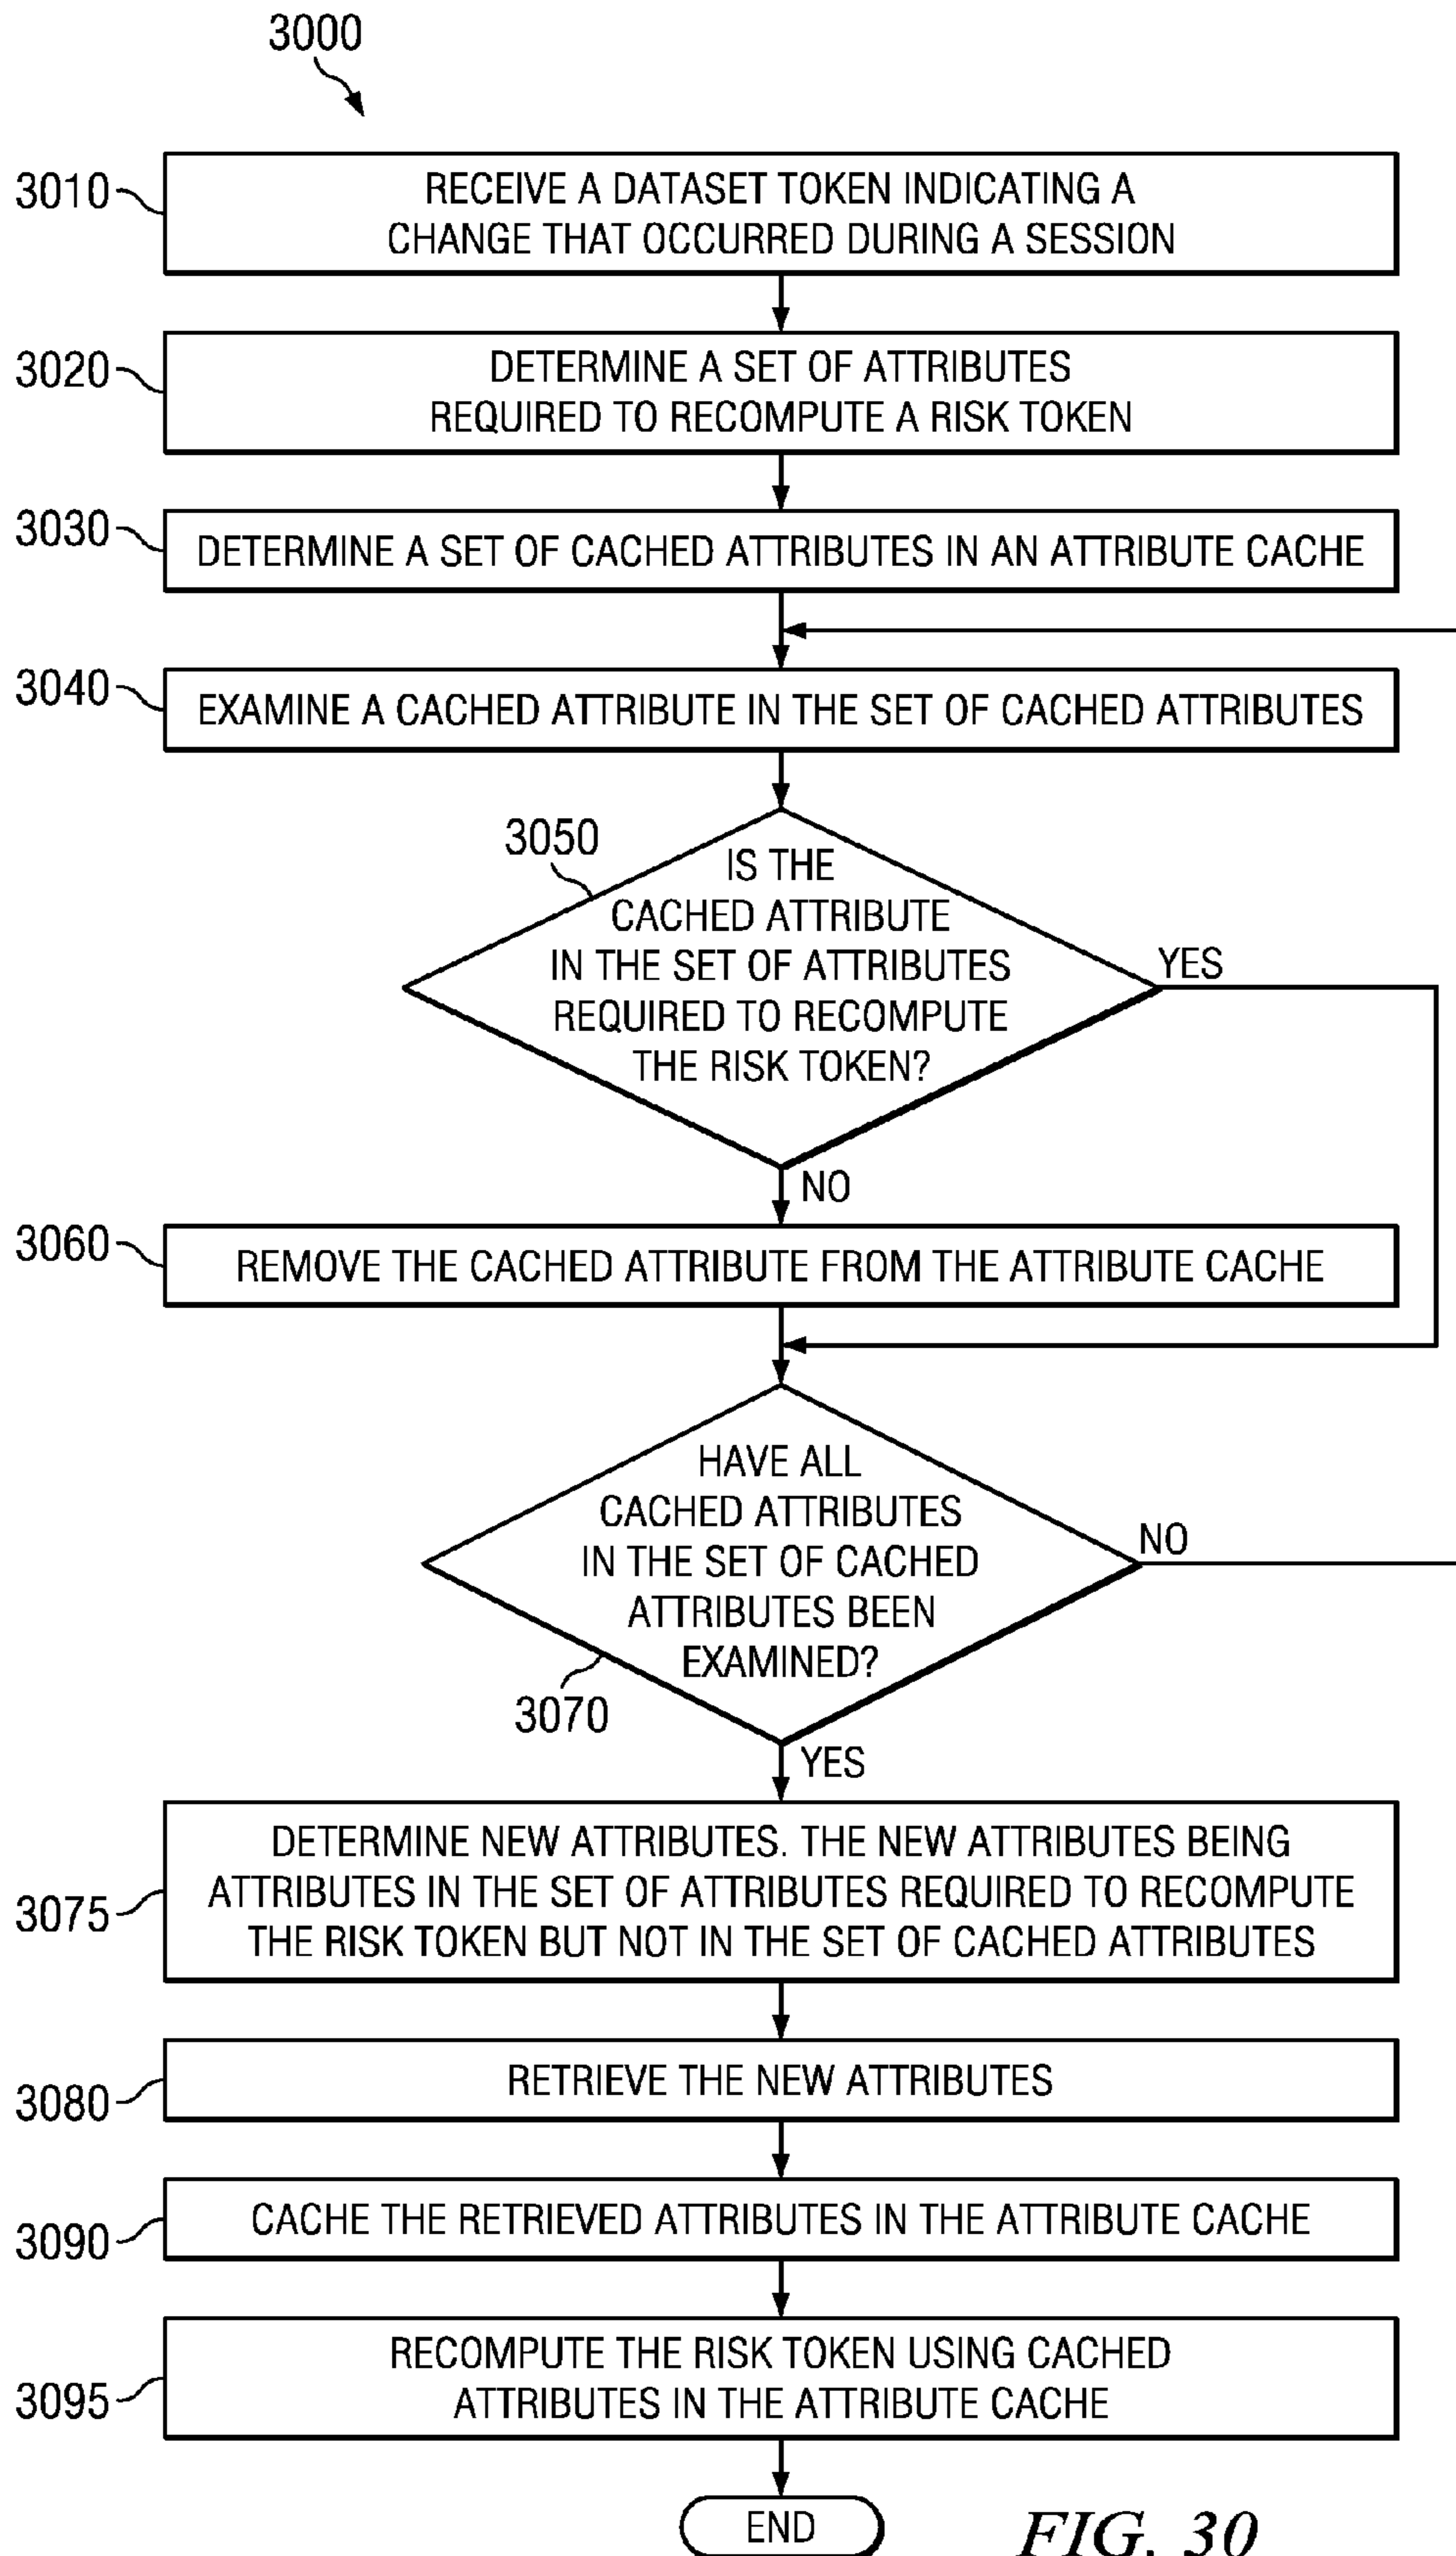 3000
3010
RECEIVE A DATASET TOKEN INDICATING A
CHANGE THAT OCCURRED DURING A SESSION
3020
DETERMINE A SET OF ATTRIBUTES
REQUIRED TO RECOMPUTE A RISK TOKEN
3030
DETERMINE A SET OF CACHED ATTRIBUTES IN AN ATTRIBUTE CACHE
3040
EXAMINE A CACHED ATTRIBUTE IN THE SET OF CACHED ATTRIBUTES
3050
IS THE
CACHED ATTRIBUTE
IN THE SET OF ATTRIBUTES
REQUIRED TO RECOMPUTE
THE RISK TOKEN?
YES
NO
3060
REMOVE THE CACHED ATTRIBUTE FROM THE ATTRIBUTE CACHE
HAVE ALL
CACHED ATTRIBUTES
IN THE SET OF CACHED
ATTRIBUTES BEEN
EXAMINED?
NO
3070
YES
3075
DETERMINE NEW ATTRIBUTES. THE NEW ATTRIBUTES BEING
ATTRIBUTES IN THE SET OF ATTRIBUTES REQUIRED TO RECOMPUTE
THE RISK TOKEN BUT NOT IN THE SET OF CACHED ATTRIBUTES
3080
RETRIEVE THE NEW ATTRIBUTES
3090
CACHE THE RETRIEVED ATTRIBUTES IN THE ATTRIBUTE CACHE
3095
RECOMPUTE THE RISK TOKEN USING CACHED
ATTRIBUTES IN THE ATTRIBUTE CACHE
END
FIG. 30